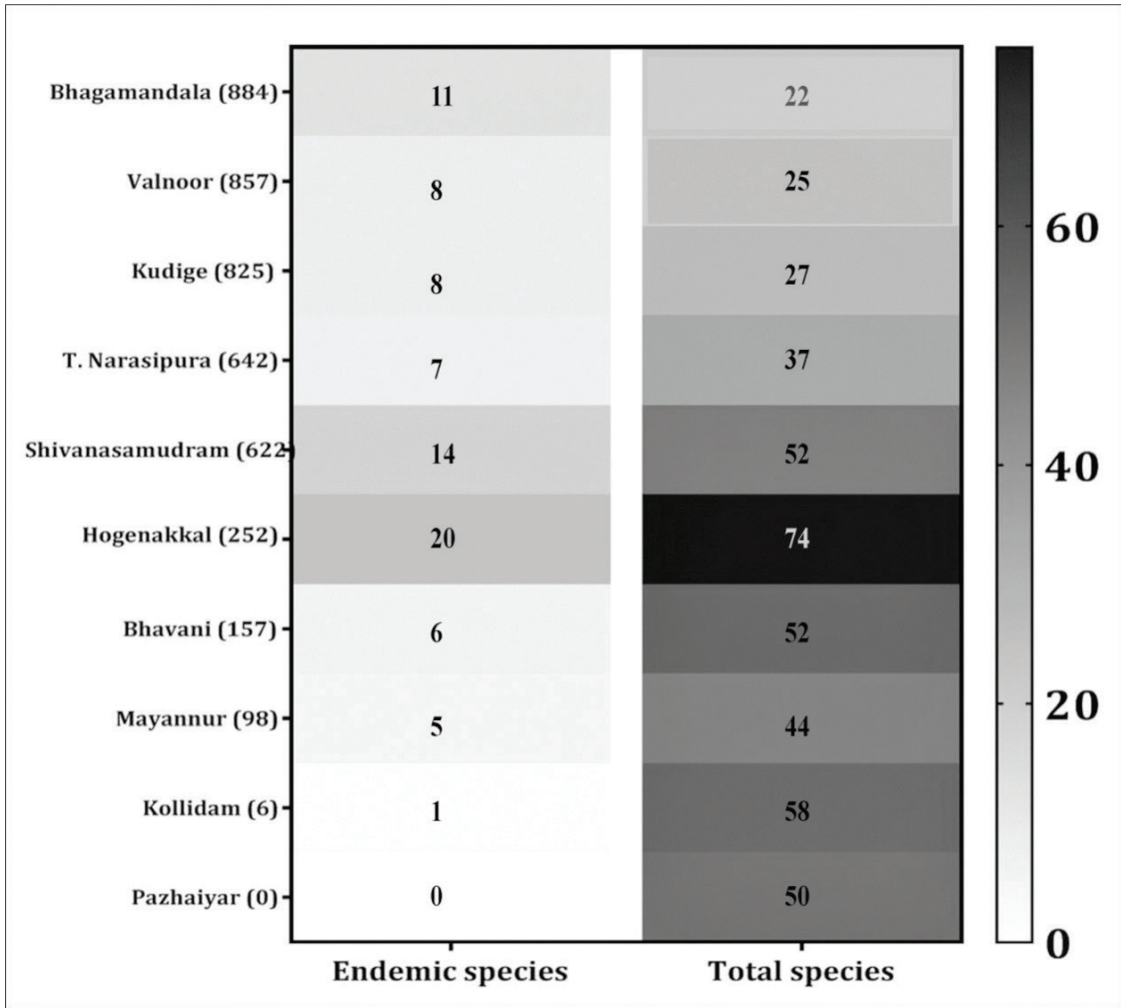 Bhagamandala (884) 11 22
Valnoor (857) 8 25
Kudige (825) 8 27
T. Narasipura (642) 7 37
Shivanasamudram (622) 14 52
Hogenakkal (252) 20 74
Bhavani (157) 6 52
Mayannur (98) 5 44
Kollidam (6) 1 58
Pazhaiyar (0) 0 50
Endemic species Total species
60
40
20
0